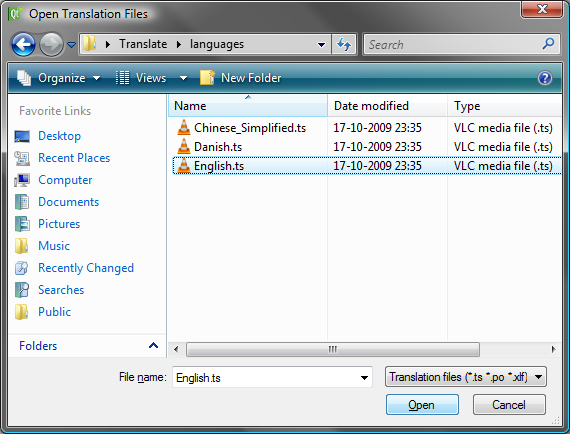 Open Translation Files
Translate languages Search
Organize Views New Folder ?
Favorite Links
Desktop
Recent Places
Computer
Documents
Pictures
Music
Recently Changed
Searches
Public
Folders
Name Date modified Type
Chinese_Simplified.ts 17-10-2009 23:35 VLC media file (.ts)
Danish.ts 17-10-2009 23:35 VLC media file (.ts)
English.ts 17-10-2009 23:35 VLC media file (.ts)
File name: English.ts Translation files (*.ts *.po *.xlf)
Open Cancel